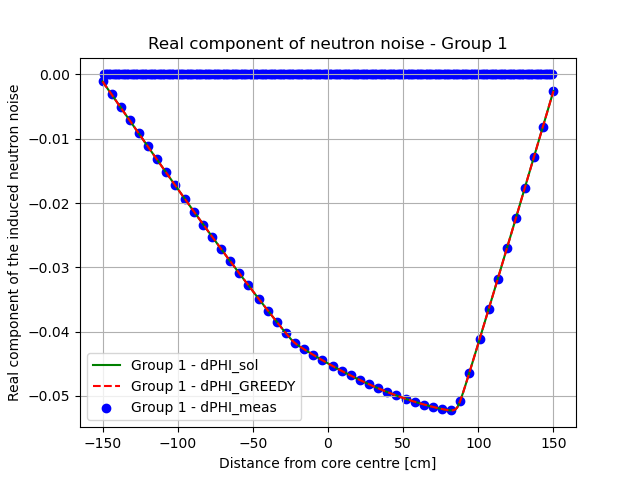 Real component of neutron noise - Group 1
Real component of the induced neutron noise
0.00
−0.01
−0.02
−0.03
−0.04
−0.05
Group 1 - dPHI_sol
Group 1 - dPHI_GREEDY
Group 1 - dPHI_meas
−150
−100
−50
0
50
100
150
Distance from core centre [cm]